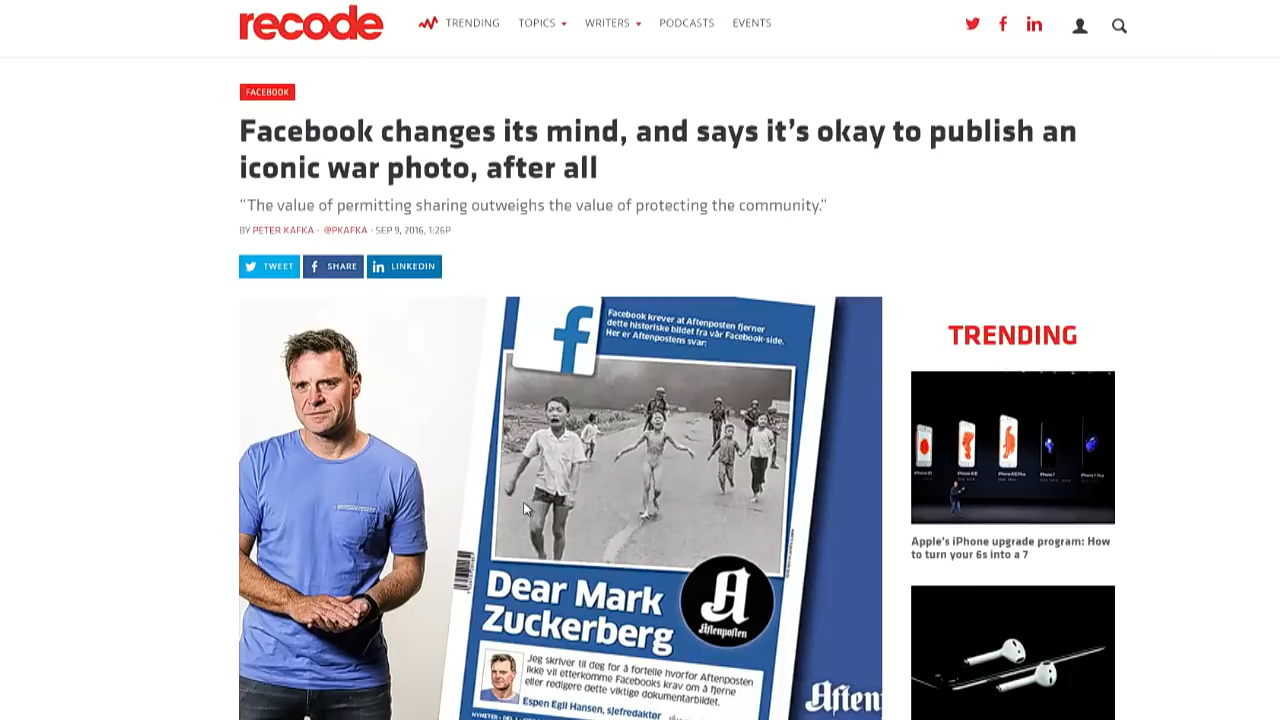 recode
TRENDING TOPICS WRITERS PODCASTS EVENTS
FACEBOOK
Facebook changes its mind, and says it's okay to publish an
iconic war photo, after all
"The value of permitting sharing outweighs the value of protecting the community."
BY PETER KAFKA · @PKAFKA · SEP 9, 2016, 1:26P
TWEET SHARE LINKEDIN
Facebook krever at Aftenposten fjerner
dette historiske bildet fra vår Facebook-side.
Her er Aftenpostens svar:
Dear Mark
Zuckerberg
Aftenposten
Jeg skriver til deg for å fortelle hvorfor Aftenposten
ikke vil etterkomme Facebooks krav om å fjerne
eller redigere dette viktige dokumentarbildet.
Espen Egil Hansen, sjefredaktør
Aften
TRENDING
Apple's iPhone upgrade program: How
to turn your 6s into a 7